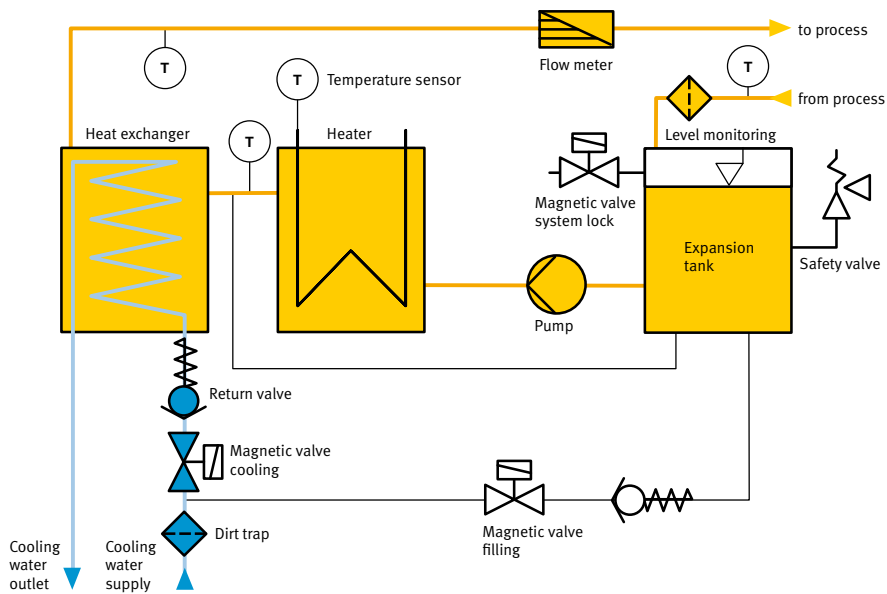 to process
T
Flow meter
T
T
Temperature sensor
from process
Heat exchanger
T
Heater
Level monitoring
Magnetic valve
system lock
Expansion
tank
Safety valve
Pump
Return valve
Magnetic valve
cooling
Dirt trap
Magnetic valve
filling
Cooling
water
outlet
Cooling
water
supply